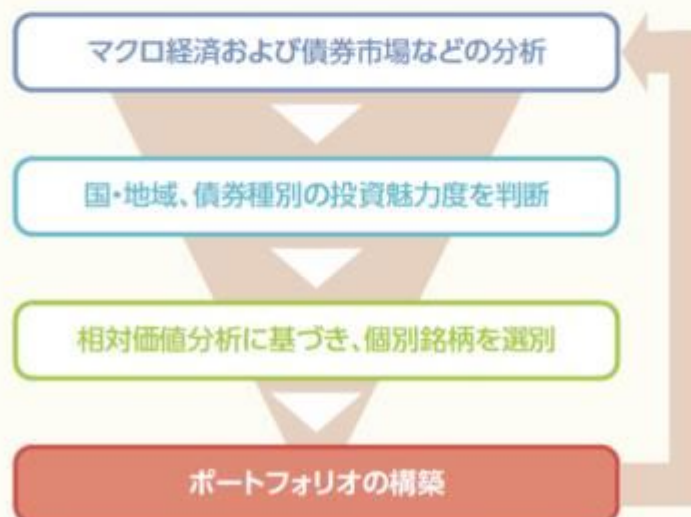 マクロ経済および債券市場などの分析
国・地域、債券種別の投資魅力度を判断
相対価値分析に基づき、個別銘柄を選別
ポートフォリオの構築